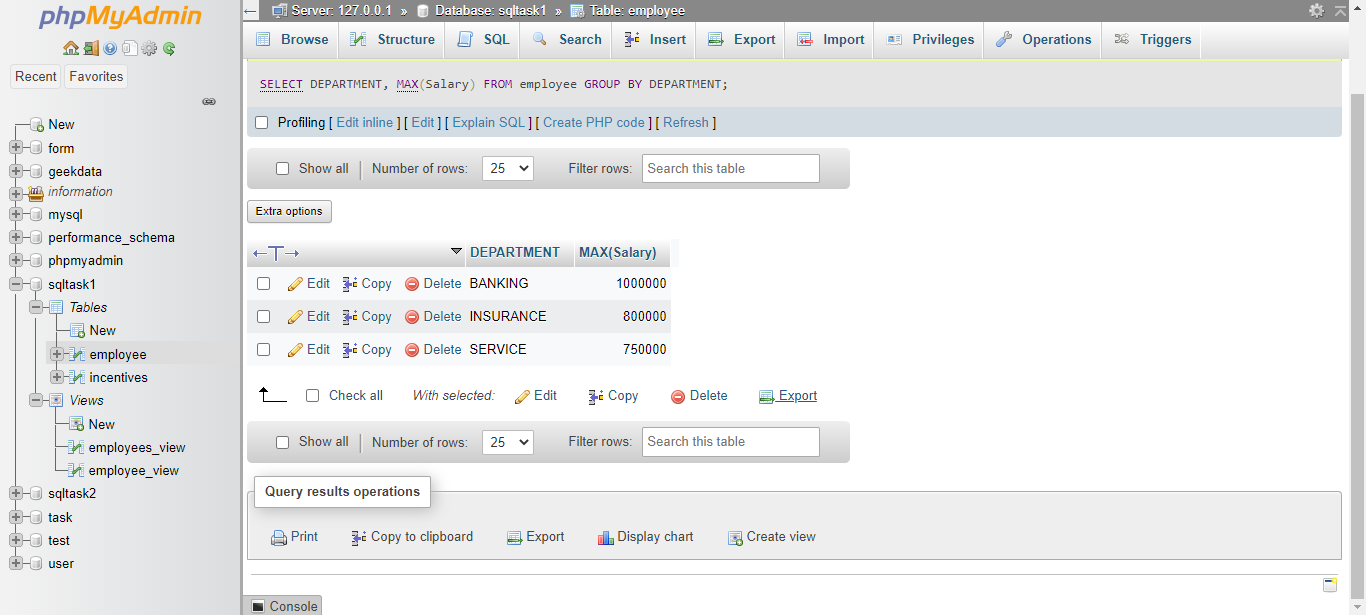 phpMyAdmin
Recent Favorites
New
form
geekdata
information
mysql
performance_schema
phpmyadmin
sqltask1
Tables
New
employee
incentives
Views
New
employees_view
employee_view
sqltask2
task
test
user
Server: 127.0.0.1 » Database: sqltask1 » Table: employee
Browse Structure SQL Search Insert Export Import Privileges Operations Triggers
SELECT DEPARTMENT, MAX(Salary) FROM employee GROUP BY DEPARTMENT;
Profiling [ Edit inline ] [ Edit ] [ Explain SQL ] [ Create PHP code ] [ Refresh ]
Show all | Number of rows: 25 Filter rows: Search this table
Extra options
←T→ DEPARTMENT MAX(Salary)
Edit Copy Delete BANKING 1000000
Edit Copy Delete INSURANCE 800000
Edit Copy Delete SERVICE 750000
Check all With selected: Edit Copy Delete Export
Show all | Number of rows: 25 Filter rows: Search this table
Query results operations
Print Copy to clipboard Export Display chart Create view
Console